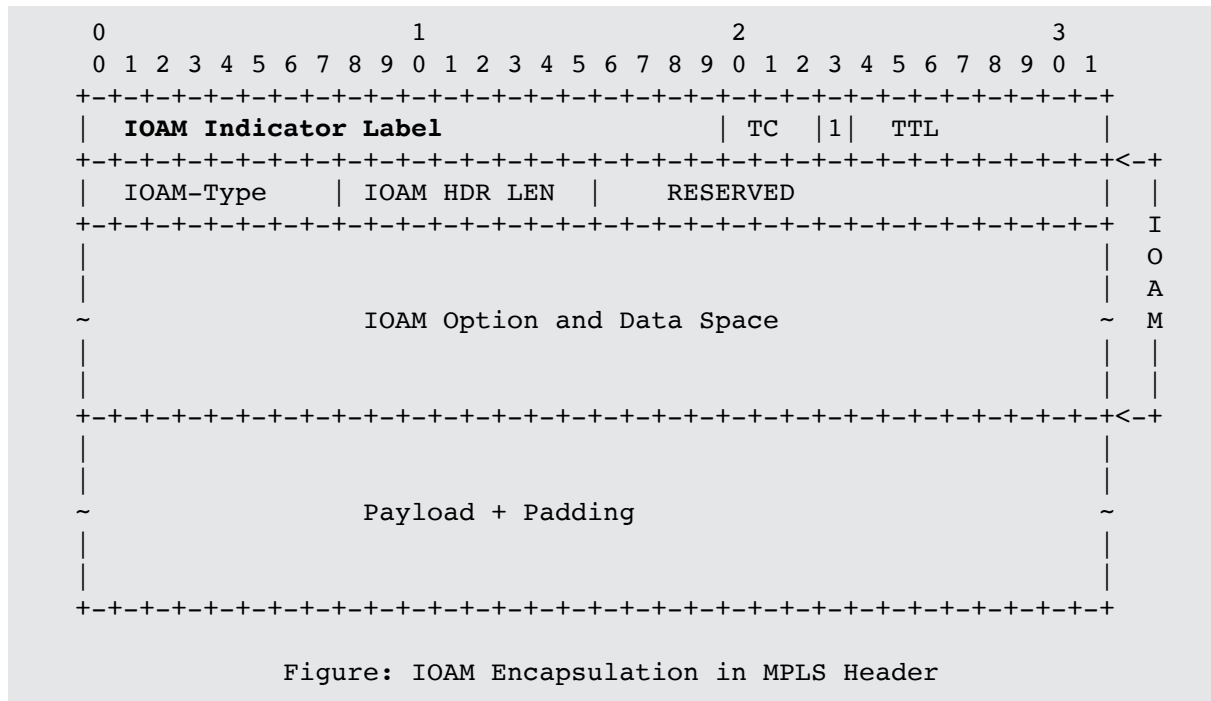 0                   1                   2                   3
0 1 2 3 4 5 6 7 8 9 0 1 2 3 4 5 6 7 8 9 0 1 2 3 4 5 6 7 8 9 0 1
+-+-+-+-+-+-+-+-+-+-+-+-+-+-+-+-+-+-+-+-+-+-+-+-+-+-+-+-+-+-+-+-+
|  IOAM Indicator Label                 | TC  |1|  TTL          |
+-+-+-+-+-+-+-+-+-+-+-+-+-+-+-+-+-+-+-+-+-+-+-+-+-+-+-+-+-+-+-+-+<-+
|  IOAM-Type    | IOAM HDR LEN  |    RESERVED                   |  |
+-+-+-+-+-+-+-+-+-+-+-+-+-+-+-+-+-+-+-+-+-+-+-+-+-+-+-+-+-+-+-+-+  I
|                                                               |  O
|                                                               |  A
~                 IOAM Option and Data Space                    ~  M
|                                                               |  |
|                                                               |  |
+-+-+-+-+-+-+-+-+-+-+-+-+-+-+-+-+-+-+-+-+-+-+-+-+-+-+-+-+-+-+-+-+<-+
|                                                               |
|                                                               |
~                 Payload + Padding                             ~
|                                                               |
|                                                               |
+-+-+-+-+-+-+-+-+-+-+-+-+-+-+-+-+-+-+-+-+-+-+-+-+-+-+-+-+-+-+-+-+
Figure: IOAM Encapsulation in MPLS Header